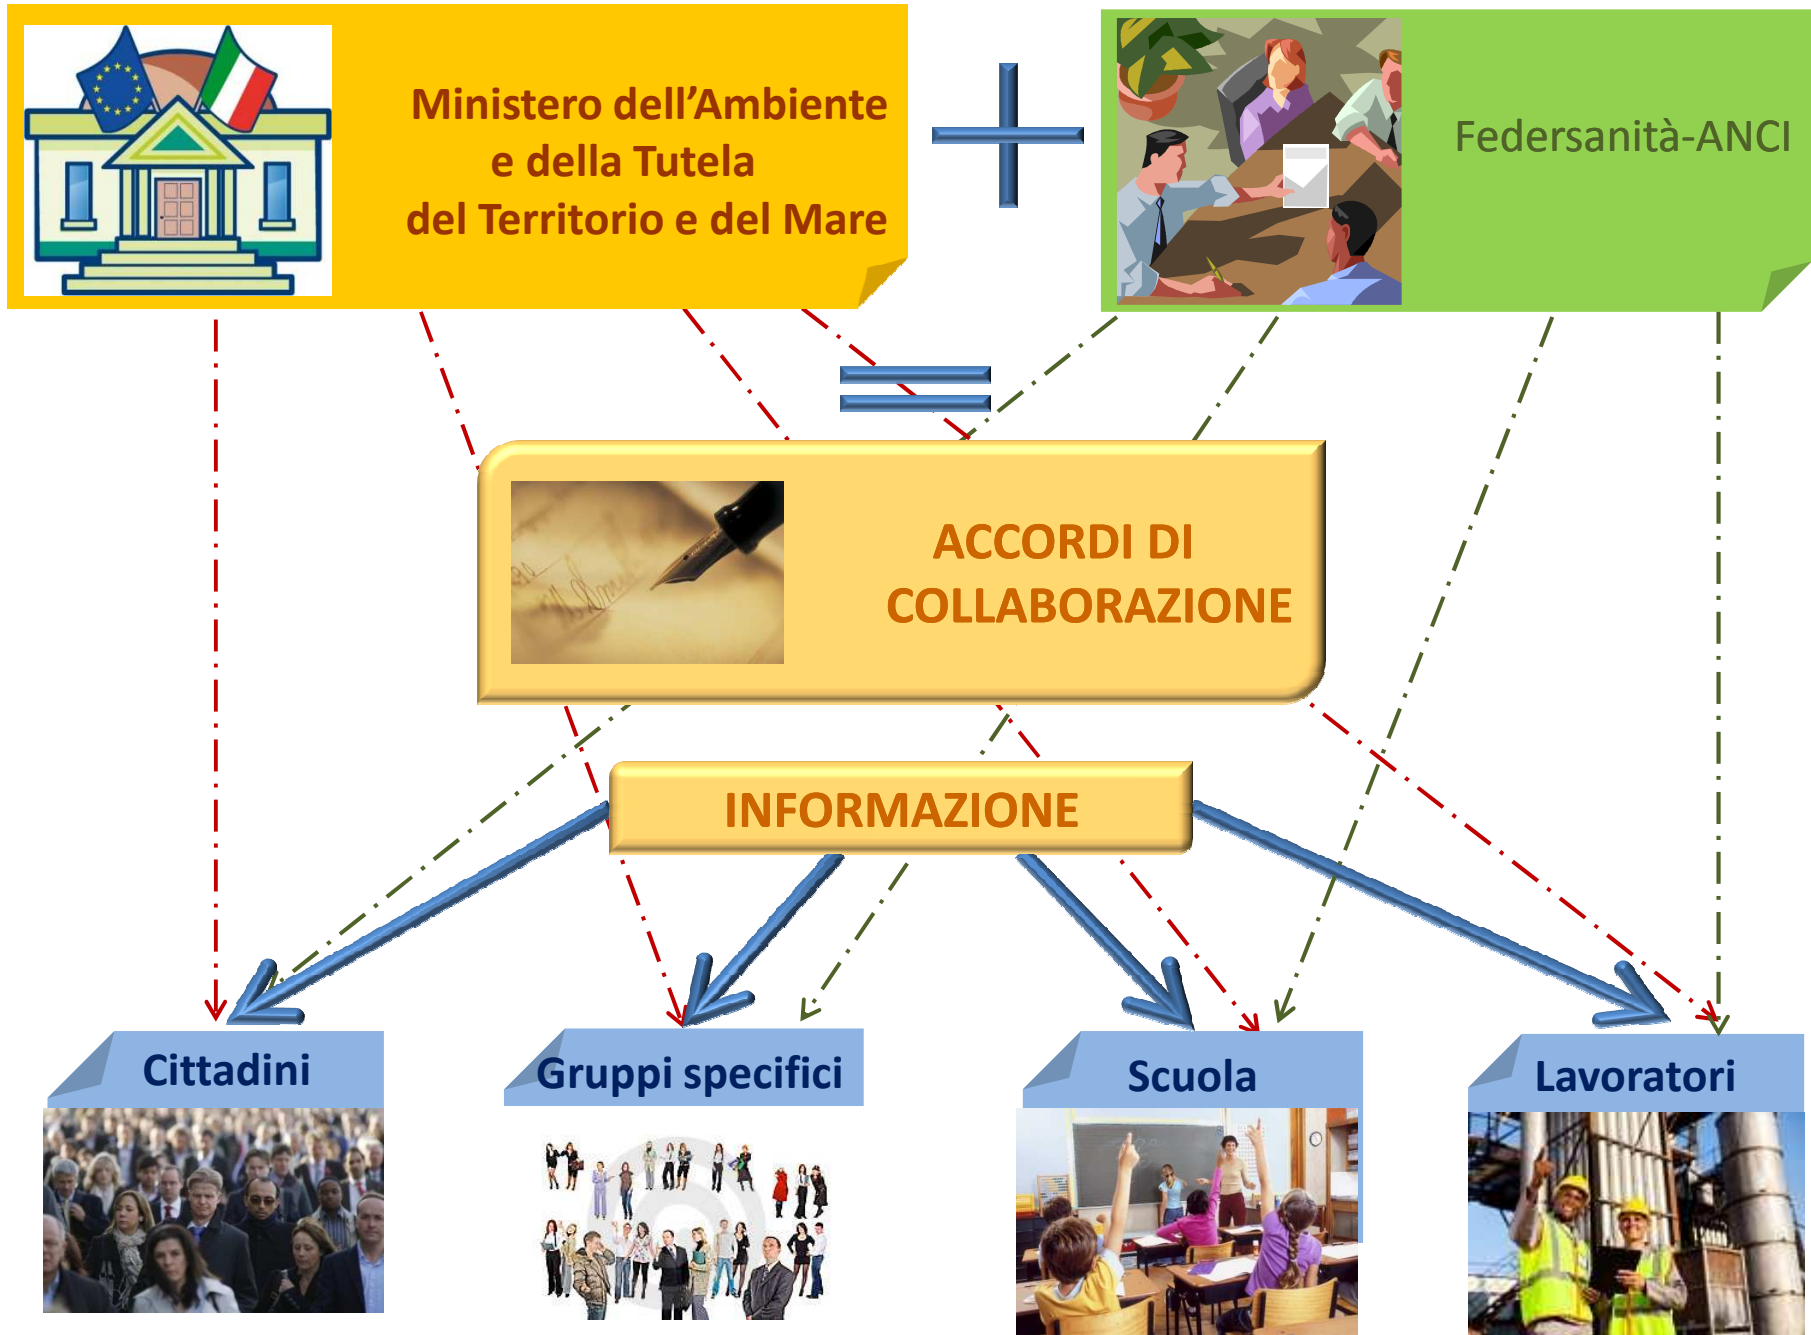 Ministero dell’Ambiente
e della Tutela
del Territorio e del Mare
Federsanità-ANCI
ACCORDI DI
COLLABORAZIONE
INFORMAZIONE
Cittadini
Gruppi specifici
Scuola
Lavoratori